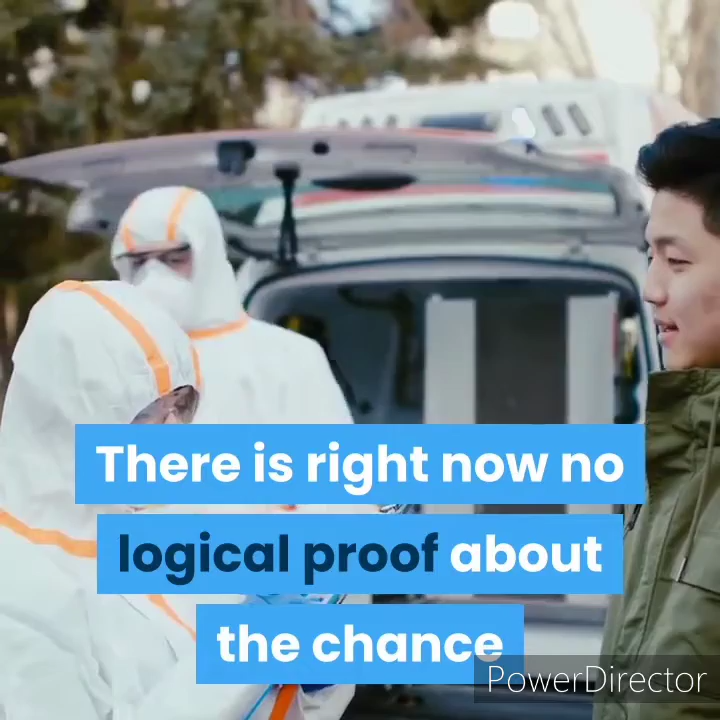 There is right now no
logical proof about
the chance
PowerDirector